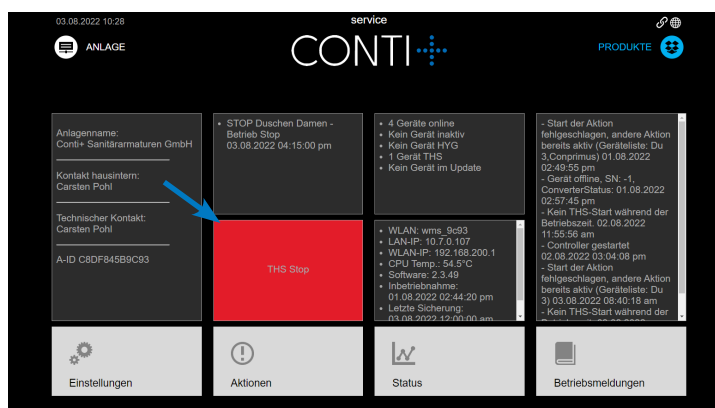 03.08.2022 10:28
service
ANLAGE
CONTI+
PRODUKTE
Anlagenname:
Conti+ Sanitärarmaturen GmbH
Kontakt hausintern:
Carsten Pohl
Technischer Kontakt:
Carsten Pohl
A-ID C8DF845B9C93
• STOP Duschen Damen -
Betrieb Stop
03.08.2022 04:15:00 pm
THS Stop
• 4 Geräte online
• Kein Gerät inaktiv
• Kein Gerät HYG
• 1 Gerät THS
• Kein Gerät im Update
• WLAN: wms_9c93
• LAN-IP: 10.7.0.107
• WLAN-IP: 192.168.200.1
• CPU Temp.: 54.5°C
• Software: 2.3.49
• Inbetriebnahme:
01.08.2022 02:44:20 pm
• Letzte Sicherung:
03.08.2022 12:00:00 am
- Start der Aktion
fehlgeschlagen, andere Aktion
bereits aktiv (Geräteliste: Du
3,Conprimus) 01.08.2022
02:49:55 pm
- Gerät offline, SN: -1,
ConverterStatus: 01.08.2022
02:57:45 pm
- Kein THS-Start während der
Betriebszeit. 02.08.2022
11:55:56 am
- Controller gestartet
02.08.2022 03:04:08 pm
- Start der Aktion
fehlgeschlagen, andere Aktion
bereits aktiv (Geräteliste: Du
3) 03.08.2022 08:40:18 am
- Kein THS-Start während der
Einstellungen
Aktionen
Status
Betriebsmeldungen